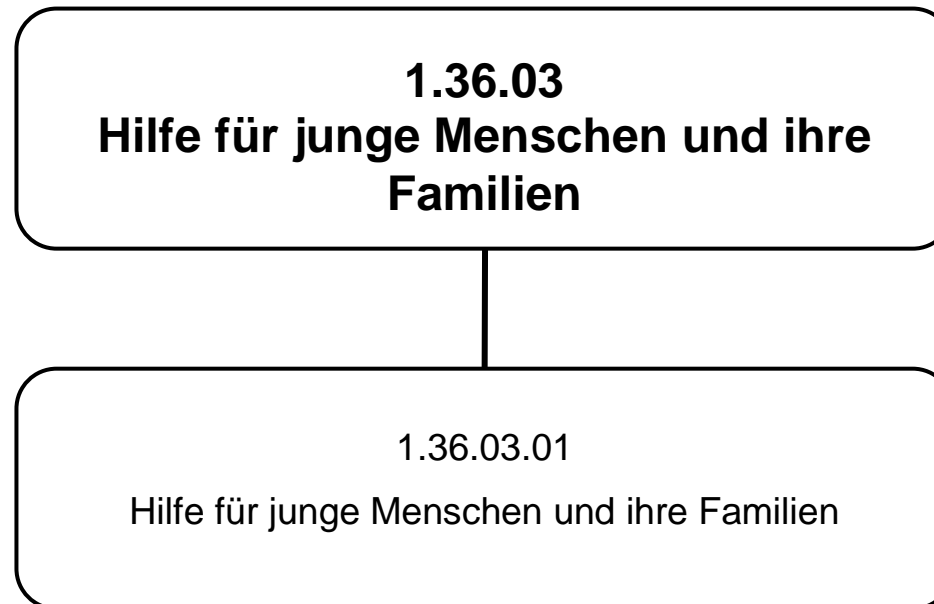 1.36.03
Hilfe für junge Menschen und ihre
Familien
1.36.03.01
Hilfe für junge Menschen und ihre Familien